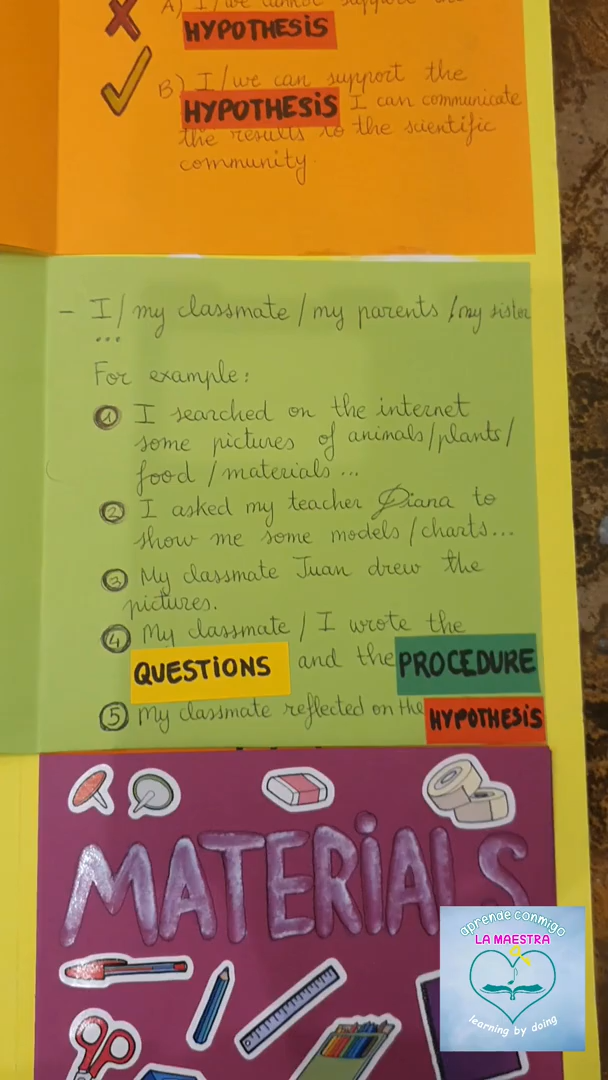 A) I/we cannot support the
HYPOTHESIS
B) I/we can support the
HYPOTHESIS I can communicate
the results to the scientific
community.
- I/my classmate/my parents/my sister
...
For example:
1 I searched on the internet
some pictures of animals/plants/
food/materials...
2 I asked my teacher Diana to
show me some models/charts...
3 My classmate Juan drew the
pictures.
4 My classmate/I wrote the
QUESTIONS and the PROCEDURE
5 My classmate reflected on the HYPOTHESIS
MATERIALS
aprende conmigo
LA MAESTRA
learning by doing